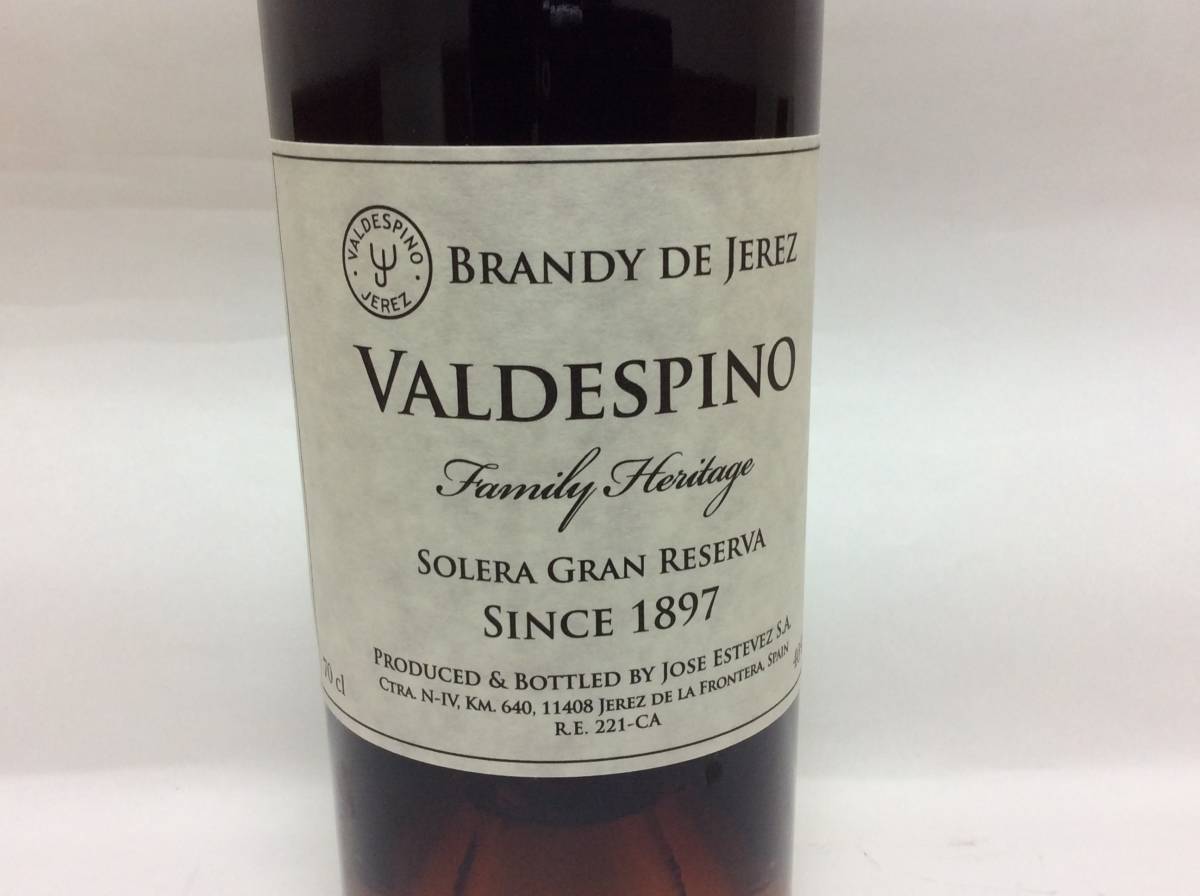 · VALDESPINO ·
JEREZ
BRANDY DE JEREZ
VALDESPINO
Family Heritage
SOLERA GRAN RESERVA
SINCE 1897
PRODUCED & BOTTLED BY JOSE ESTEVEZ S.A.
CTRA. N-IV, KM. 640, 11408 JEREZ DE LA FRONTERA, SPAIN
R.E. 221-CA
70 cl